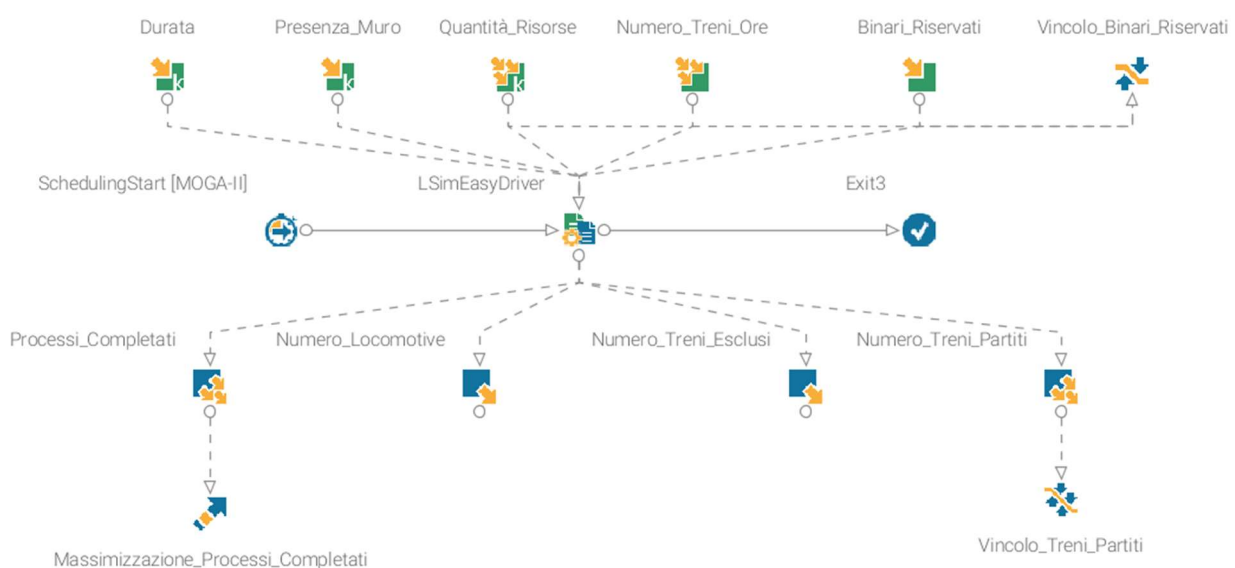 Durata
Presenza_Muro
Quantità_Risorse
Numero_Treni_Ore
Binari_Riservati
Vincolo_Binari_Riservati
k
k
k
SchedulingStart [MOGA-II]
LSimEasyDriver
Exit3
Processi_Completati
Numero_Locomotive
Numero_Treni_Esclusi
Numero_Treni_Partiti
Vincolo_Treni_Partiti
Massimizzazione_Processi_Completati